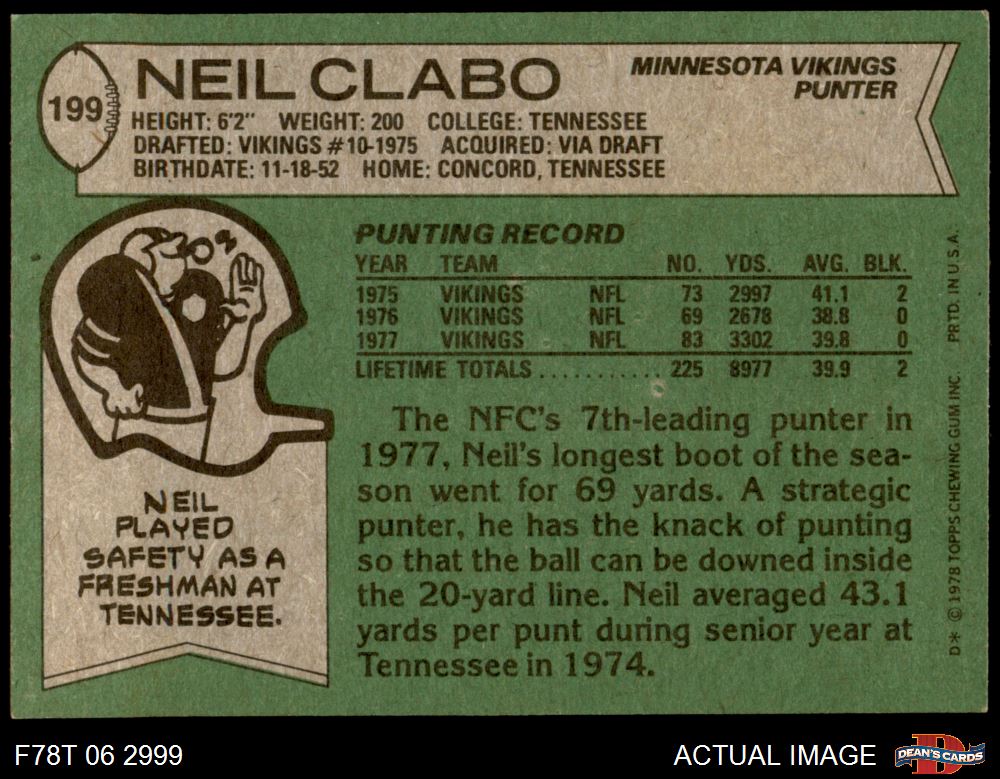 199
NEIL CLABO
MINNESOTA VIKINGS
PUNTER
HEIGHT: 6'2" WEIGHT: 200 COLLEGE: TENNESSEE
DRAFTED: VIKINGS #10-1975 ACQUIRED: VIA DRAFT
BIRTHDATE: 11-18-52 HOME: CONCORD, TENNESSEE
PUNTING RECORD
YEAR TEAM NO. YDS. AVG. BLK.
1975 VIKINGS NFL 73 2997 41.1 2
1976 VIKINGS NFL 69 2678 38.8 0
1977 VIKINGS NFL 83 3302 39.8 0
LIFETIME TOTALS ........... 225 8977 39.9 2
The NFC's 7th-leading punter in
1977, Neil's longest boot of the sea-
son went for 69 yards. A strategic
punter, he has the knack of punting
so that the ball can be downed inside
the 20-yard line. Neil averaged 43.1
yards per punt during senior year at
Tennessee in 1974.
NEIL
PLAYED
SAFETY AS A
FRESHMAN AT
TENNESSEE.
D* © 1978 TOPPS CHEWING GUM INC. PRTD. IN U.S.A.
F78T 06 2999
ACTUAL IMAGE
DEAN'S CARDS